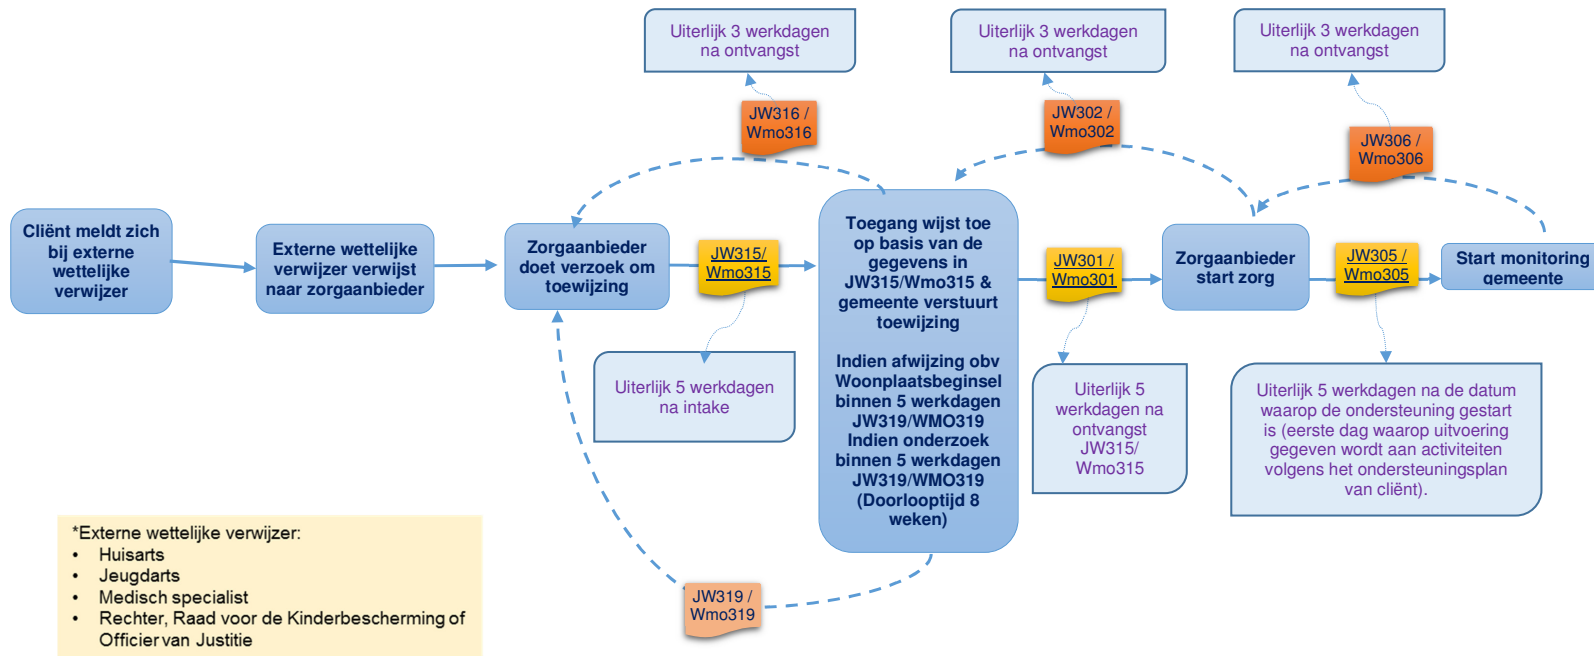 Uiterlijk 3 werkdagen
na ontvangst
Uiterlijk 3 werkdagen
na ontvangst
Uiterlijk 3 werkdagen
na ontvangst
JW316 /
Wmo316
JW302 /
Wmo302
JW306 /
Wmo306
Cliënt meldt zich
bij externe
wettelijke
verwijzer
Externe wettelijke
verwijzer verwijst
naar zorgaanbieder
Zorgaanbieder
doet verzoek om
toewijzing
JW315/
Wmo315
Toegang wijst toe
op basis van de
gegevens in
JW315/Wmo315 &
gemeente verstuurt
toewijzing
Indien afwijzing obv
Woonplaatsbeginsel
binnen 5 werkdagen
JW319/WMO319
Indien onderzoek
binnen 5 werkdagen
JW319/WMO319
(Doorlooptijd 8
weken)
JW301 /
Wmo301
Zorgaanbieder
start zorg
JW305 /
Wmo305
Start monitoring
gemeente
Uiterlijk 5 werkdagen
na intake
Uiterlijk 5
werkdagen na
ontvangst
JW315/
Wmo315
Uiterlijk 5 werkdagen na de datum
waarop de ondersteuning gestart
is (eerste dag waarop uitvoering
gegeven wordt aan activiteiten
volgens het ondersteuningsplan
van cliënt).
JW319 /
Wmo319
*Externe wettelijke verwijzer:
• Huisarts
• Jeugdarts
• Medisch specialist
• Rechter, Raad voor de Kinderbescherming of
Officier van Justitie